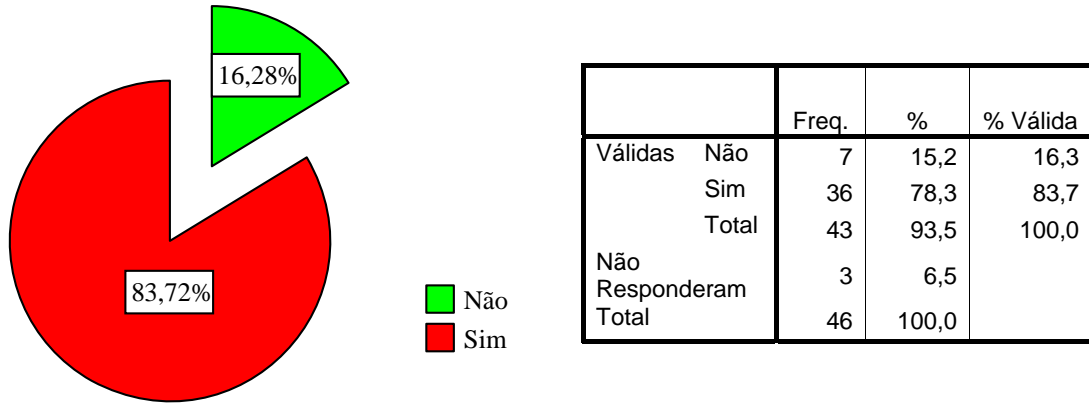 16,28%
83,72%
Não
Sim
Freq. % % Válida
Válidas Não 7 15,2 16,3
Sim 36 78,3 83,7
Total 43 93,5 100,0
Não
Responderam 3 6,5
Total 46 100,0